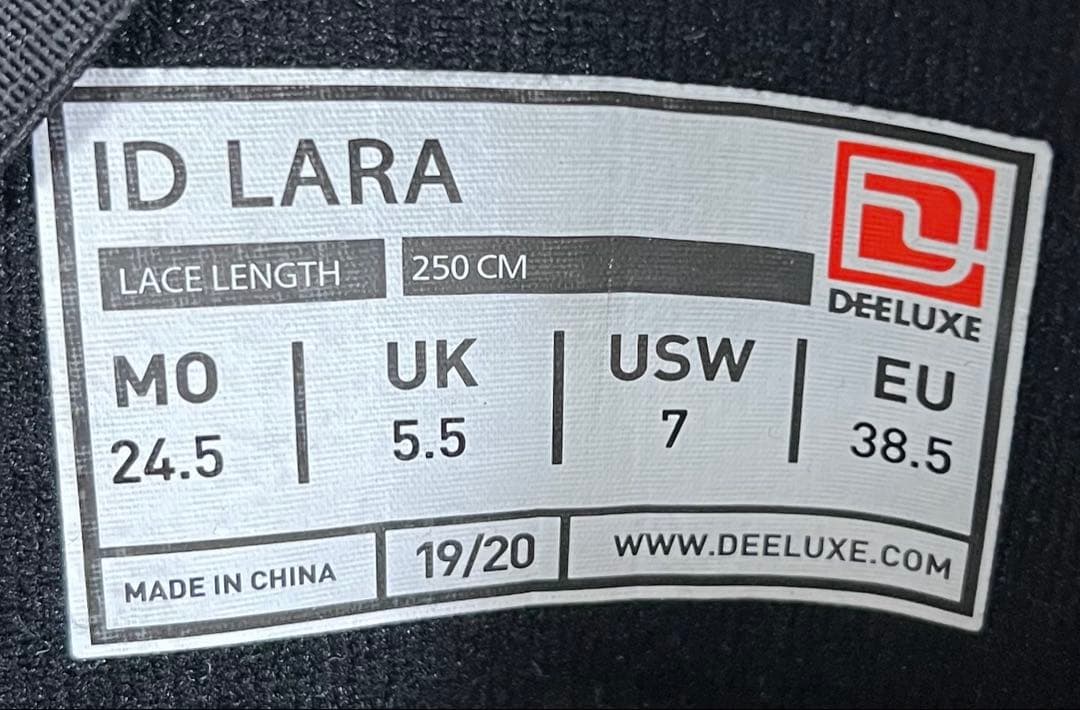 ID LARA
LACE LENGTH 250 CM
DEELUXE
MO UK USW EU
24.5 5.5 7 38.5
MADE IN CHINA 19/20 WWW.DEELUXE.COM